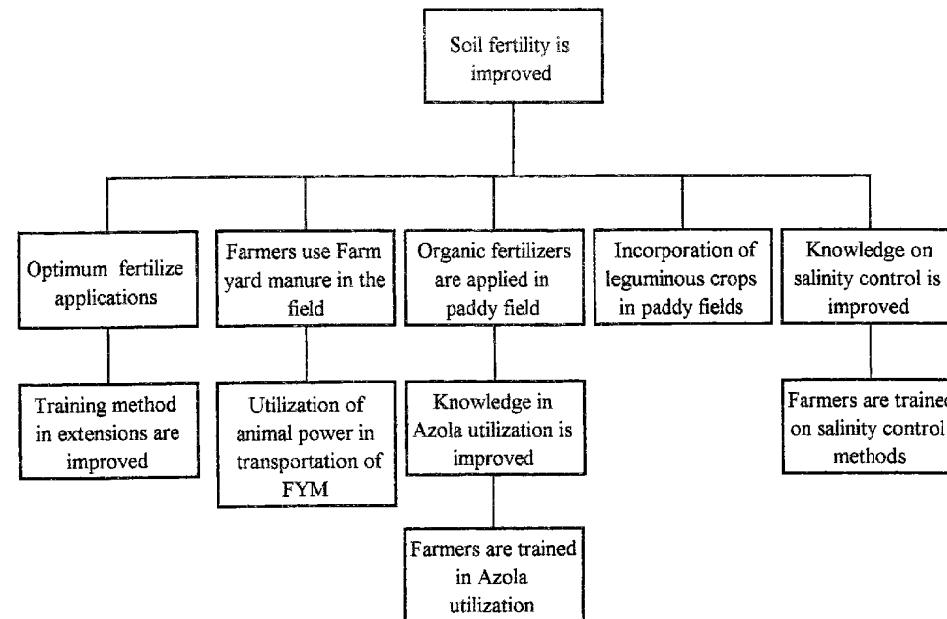 Soil fertility is
improved
Optimum fertilize
applications
Farmers use Farm
yard manure in the
field
Organic fertilizers
are applied in
paddy field
Incorporation of
leguminous crops
in paddy fields
Knowledge on
salinity control is
improved
Training method
in extensions are
improved
Utilization of
animal power in
transportation of
FYM
Knowledge in
Azola utilization is
improved
Farmers are trained
on salinity control
methods
Farmers are trained
in Azola
utilization